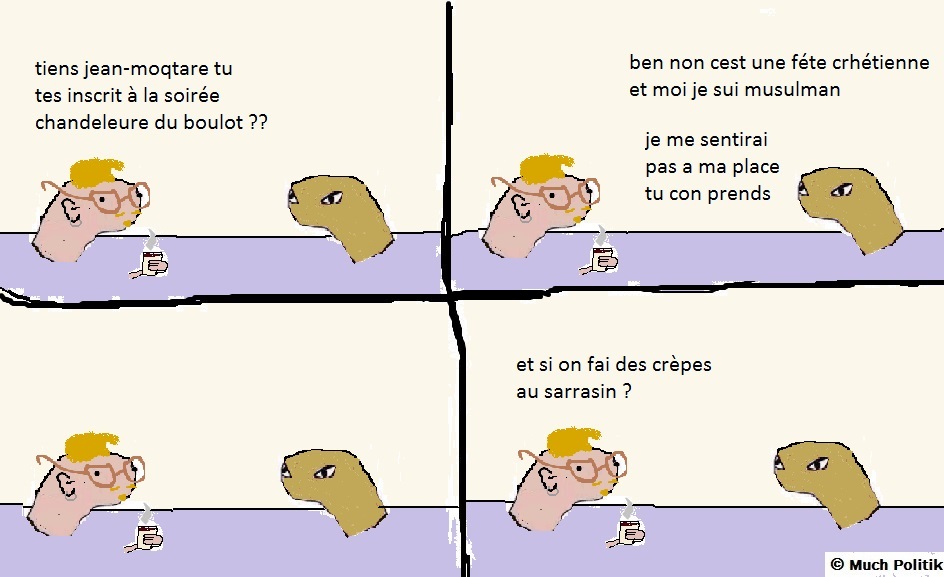 tiens jean-moqtare tu
tes inscrit à la soirée
chandeleure du boulot ??
ben non cest une féte crhétienne
et moi je sui musulman
je me sentirai
pas a ma place
tu con prends
et si on fai des crèpes
au sarrasin ?
© Much Politik